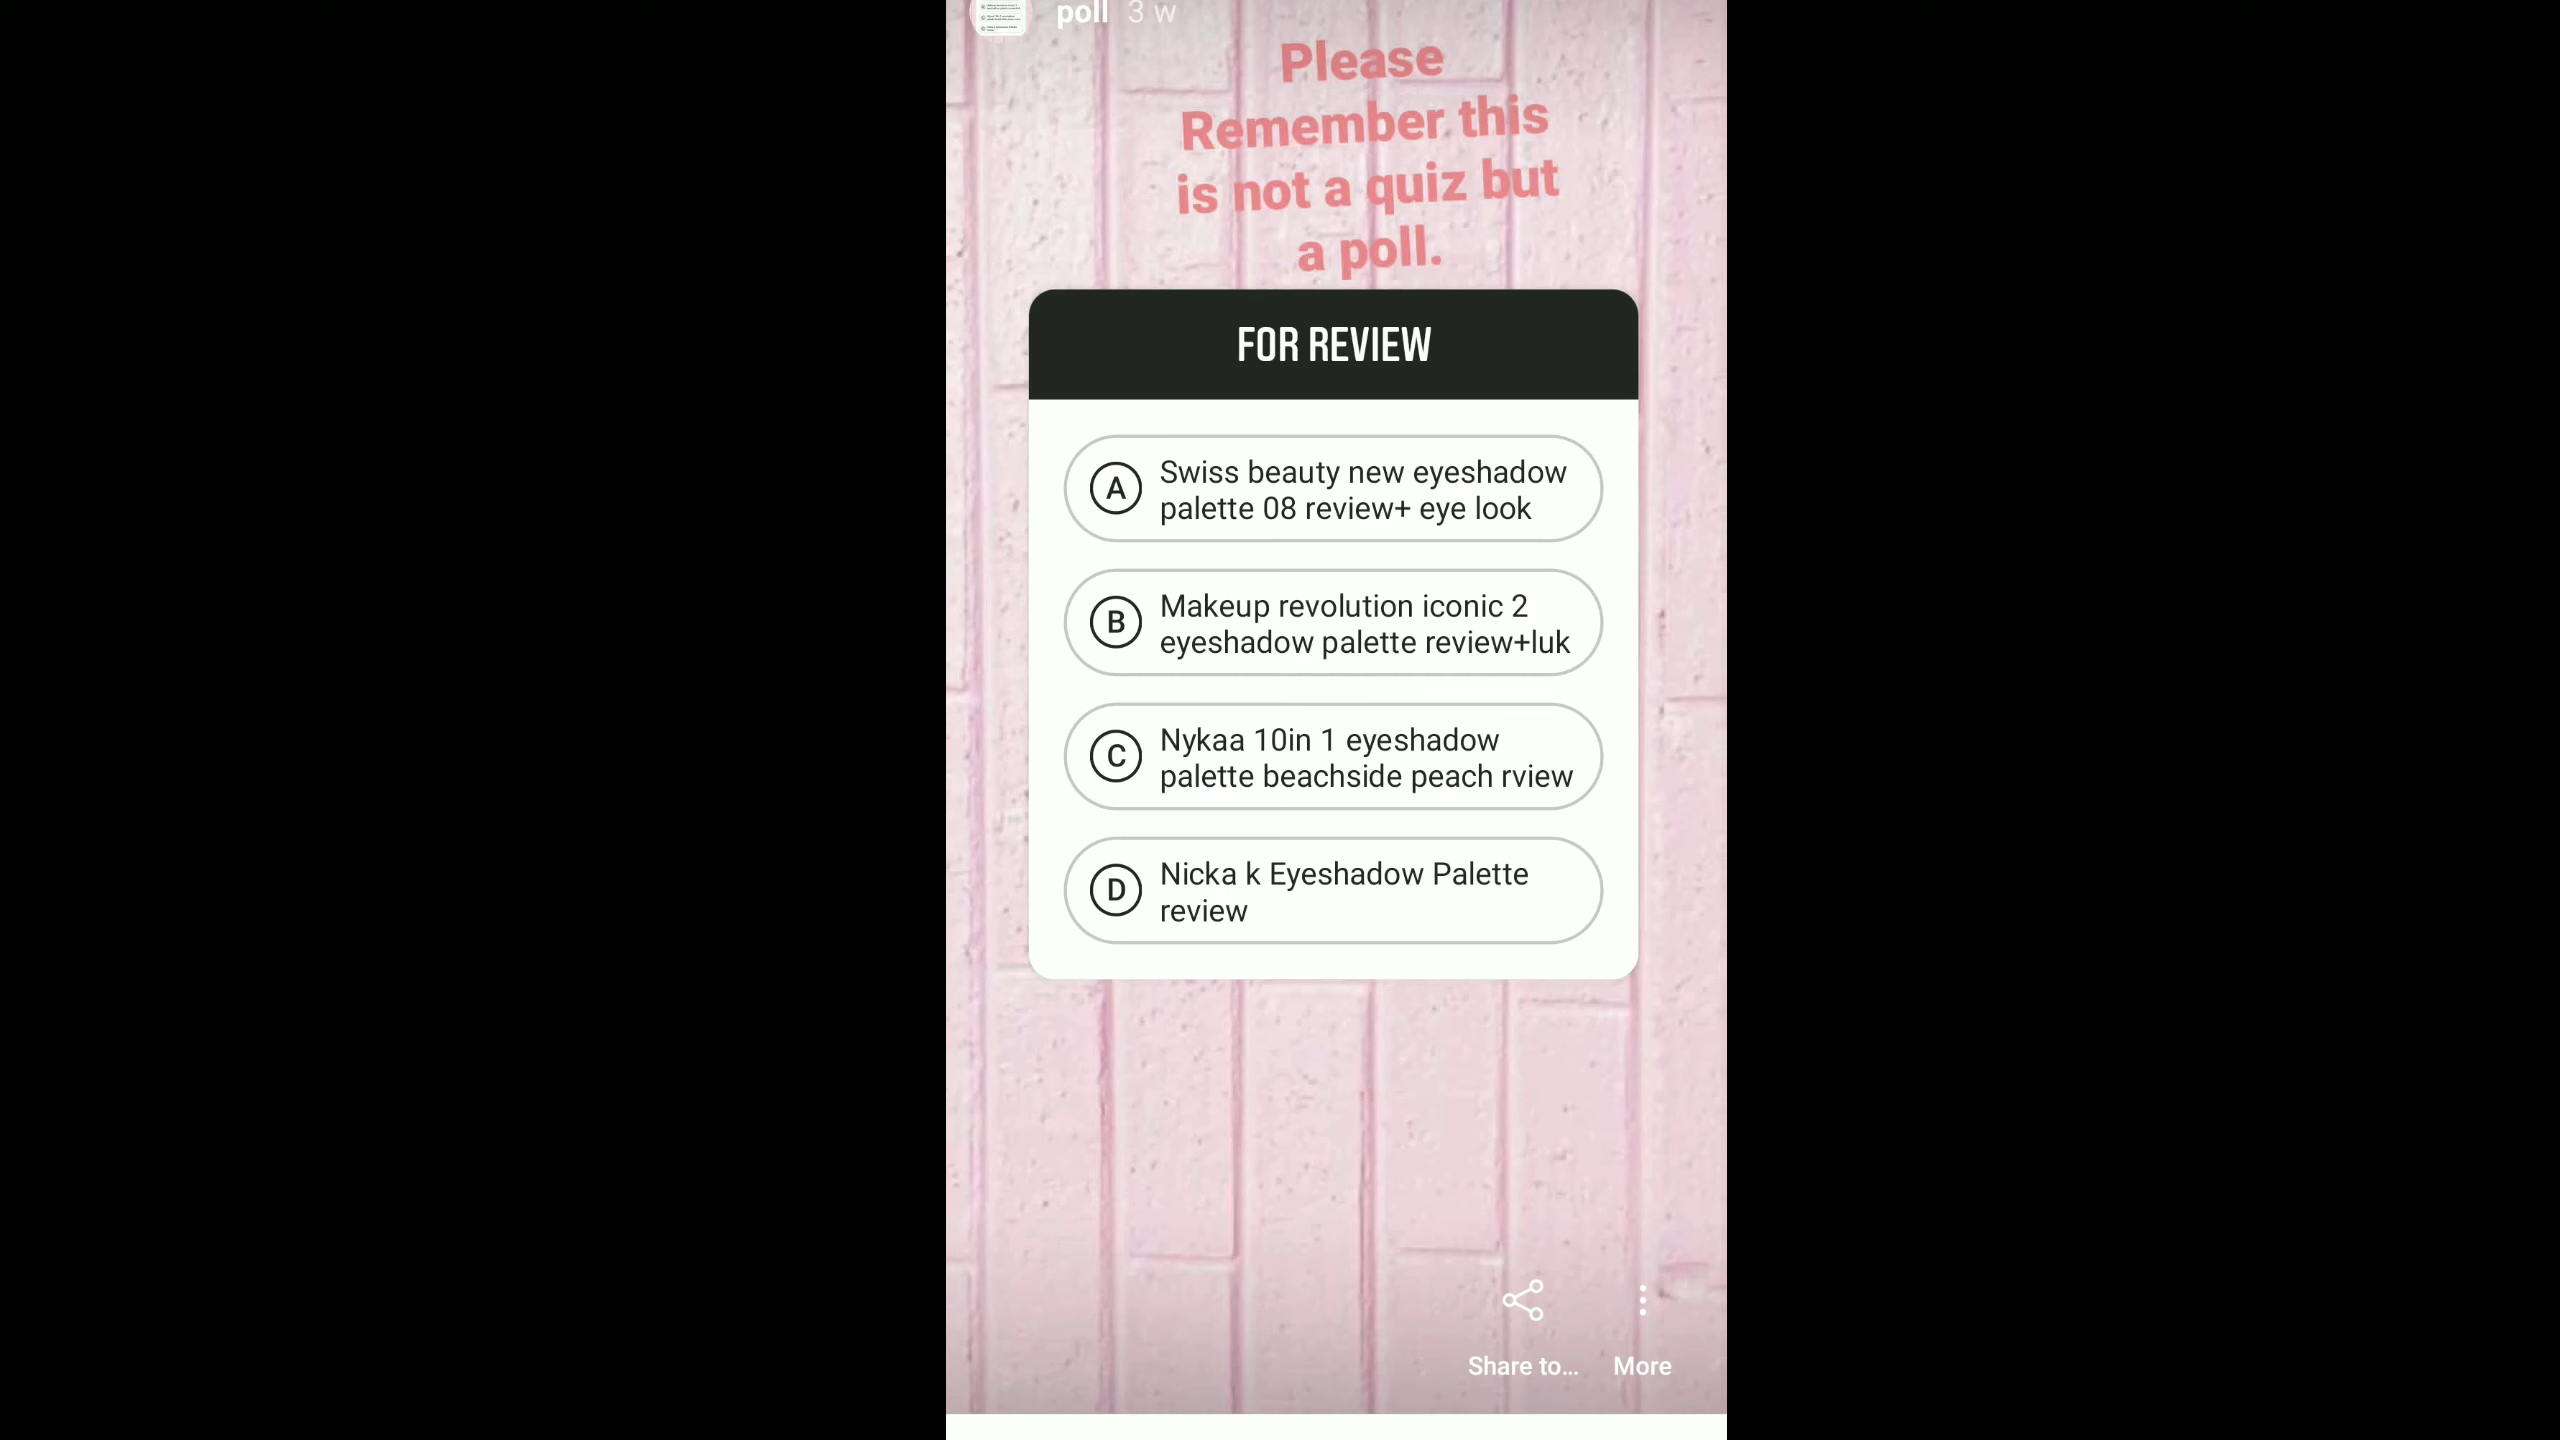 poll 3 w
Please
Remember this
is not a quiz but
a poll.
FOR REVIEW
A Swiss beauty new eyeshadow
palette 08 review+ eye look
B Makeup revolution iconic 2
eyeshadow palette review+luk
C Nykaa 10in 1 eyeshadow
palette beachside peach rview
D Nicka k Eyeshadow Palette
review
Share to... More